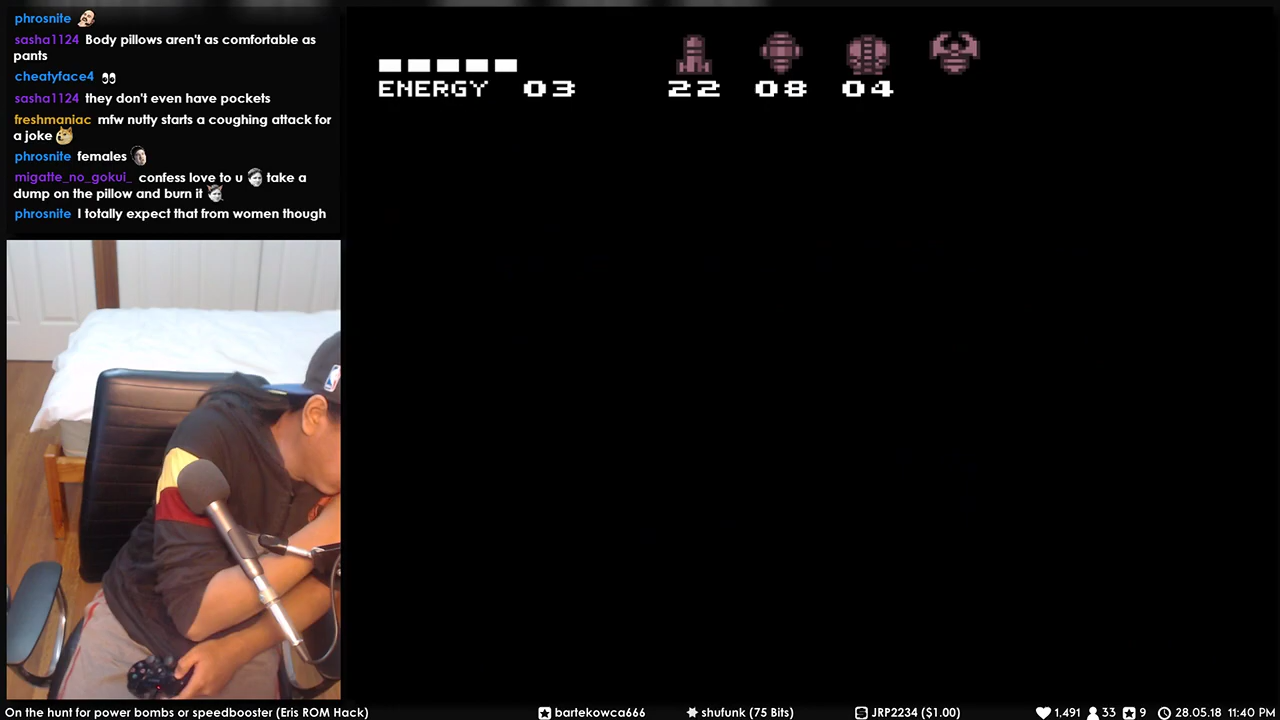 phrosnite
sasha1124 Body pillows aren't as comfortable as
pants
cheatyface4
sasha1124 they don't even have pockets
freshmaniac mfw nutty starts a coughing attack for
a joke
phrosnite females
migatte_no_gokui_ confess love to u take a
dump on the pillow and burn it
phrosnite I totally expect that from women though
ENERGY 03 22 08 04
On the hunt for power bombs or speedbooster (Eris ROM Hack) bartekowca666 shufunk (75 Bits) JRP2234 ($1.00) 1,491 33 9 28.05.18 11:40 PM